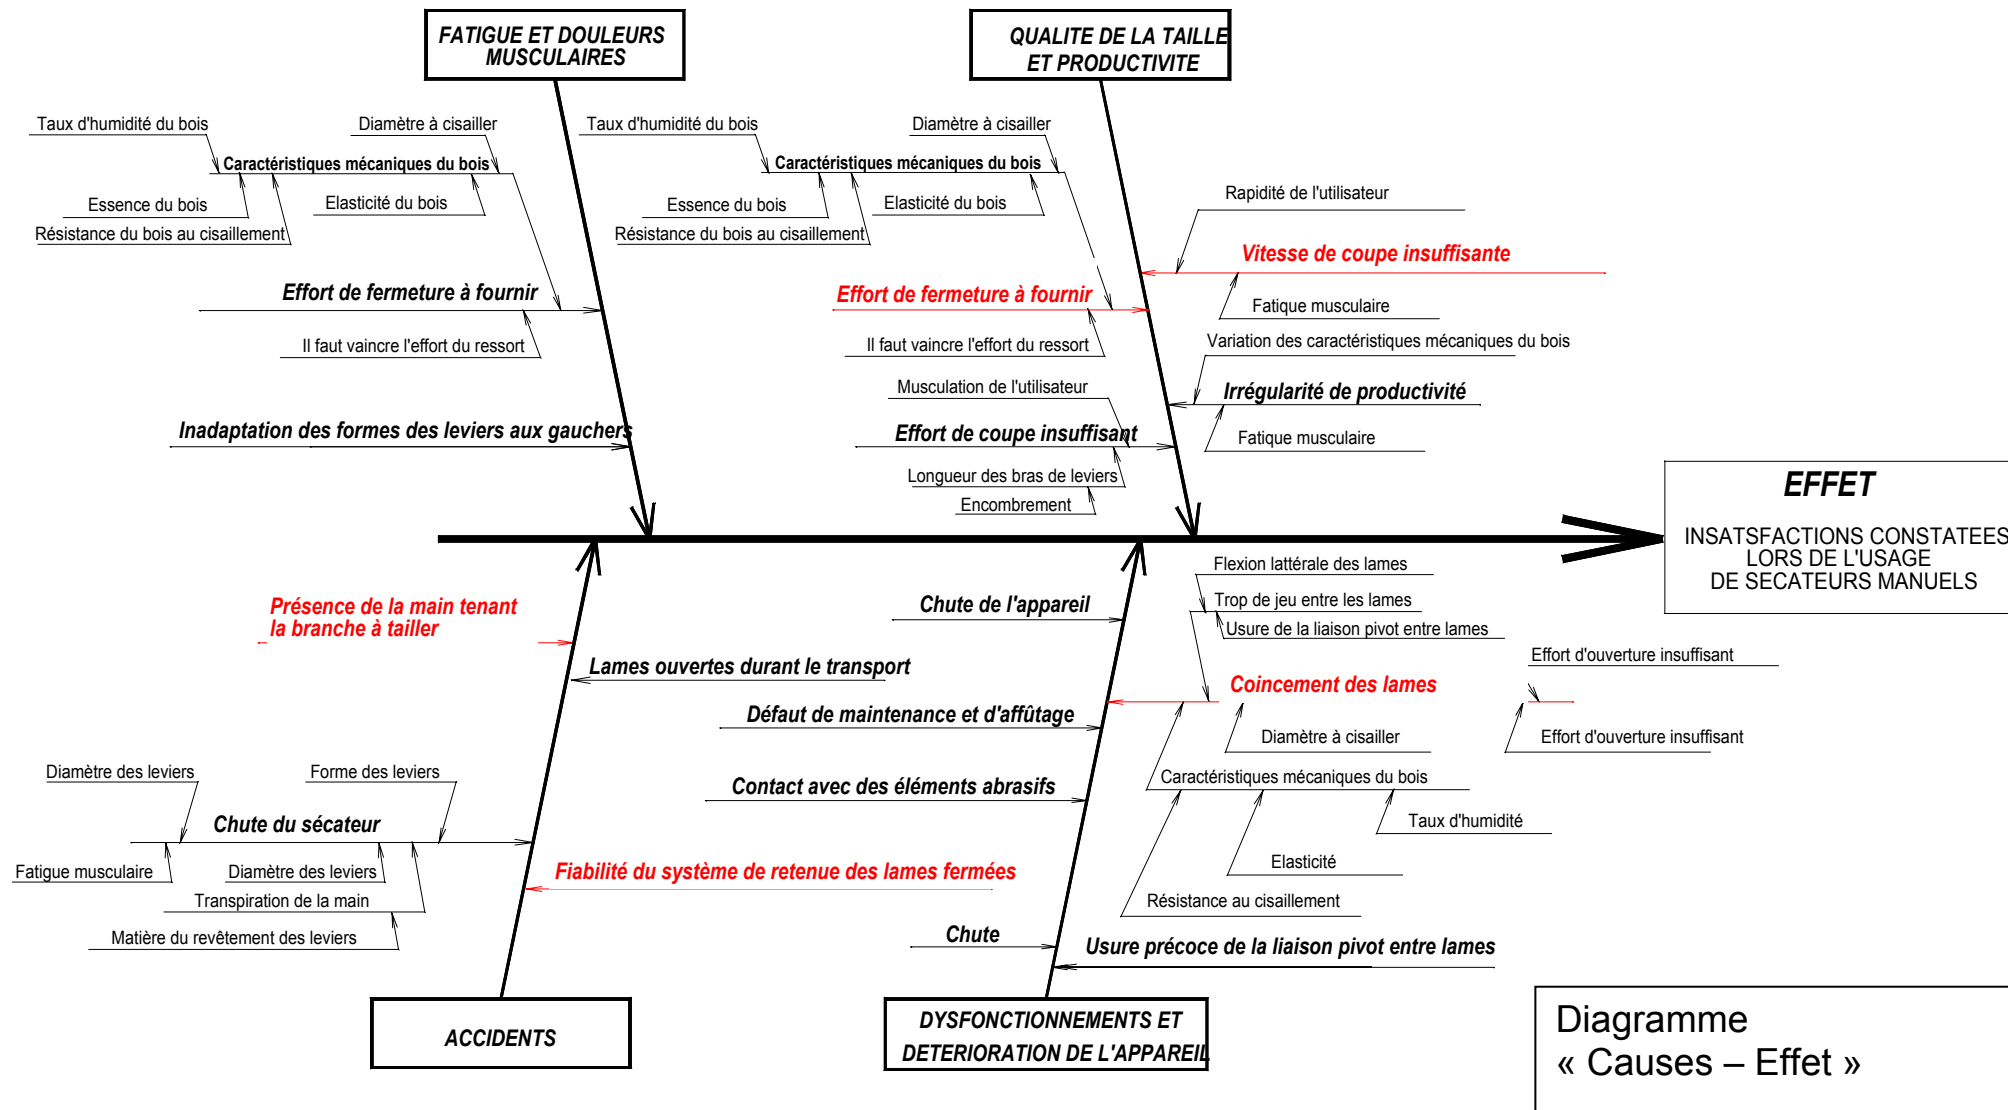 FATIGUE ET DOULEURS
MUSCULAIRES
QUALITE DE LA TAILLE
ET PRODUCTIVITE
Taux d'humidité du bois
Diamètre à cisailler
Caractéristiques mécaniques du bois
Essence du bois
Elasticité du bois
Résistance du bois au cisaillement
Effort de fermeture à fournir
Il faut vaincre l'effort du ressort
Inadaptation des formes des leviers aux gauchers
Taux d'humidité du bois
Diamètre à cisailler
Caractéristiques mécaniques du bois
Essence du bois
Elasticité du bois
Résistance du bois au cisaillement
Effort de fermeture à fournir
Il faut vaincre l'effort du ressort
Musculation de l'utilisateur
Effort de coupe insuffisant
Longueur des bras de leviers
Encombrement
Rapidité de l'utilisateur
Vitesse de coupe insuffisante
Fatique musculaire
Variation des caractéristiques mécaniques du bois
Irrégularité de productivité
Fatique musculaire
EFFET
INSATSFACTIONS CONSTATEES
LORS DE L'USAGE
DE SECATEURS MANUELS
Présence de la main tenant
la branche à tailler
Lames ouvertes durant le transport
Diamètre des leviers
Forme des leviers
Chute du sécateur
Fatigue musculaire
Diamètre des leviers
Transpiration de la main
Matière du revêtement des leviers
Fiabilité du système de retenue des lames fermées
ACCIDENTS
Chute de l'appareil
Défaut de maintenance et d'affûtage
Contact avec des éléments abrasifs
Chute
Flexion lattérale des lames
Trop de jeu entre les lames
Usure de la liaison pivot entre lames
Effort d'ouverture insuffisant
Coincement des lames
Diamètre à cisailler
Effort d'ouverture insuffisant
Caractéristiques mécaniques du bois
Taux d'humidité
Elasticité
Résistance au cisaillement
Usure précoce de la liaison pivot entre lames
DYSFONCTIONNEMENTS ET
DETERIORATION DE L'APPAREIL
Diagramme
« Causes – Effet »